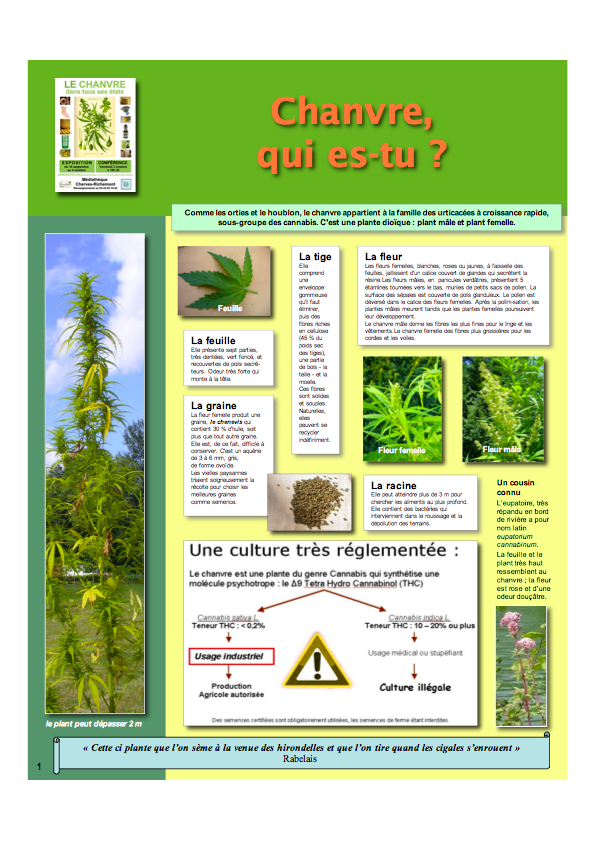 LE CHANVRE
dans tous ses états
EXPOSITION
CONFÉRENCE
Médiathèque
Cherves-Richemont
Chanvre,
qui es-tu ?
Comme les orties et le houblon, le chanvre appartient à la famille des urticacées à croissance rapide,
sous-groupe des cannabis. C'est une plante dioïque : plant mâle et plant femelle.
Feuille
La feuille
Elle présente sept parties,
très dentées, vert foncé, et
recouvertes de poils sécré-
teurs. Odeur très forte qui
monte à la tête.
La graine
La fleur femelle produit une
graine, le chenevis qui
contient 30 % d'huile, soit
plus que tout autre graine.
Elle est, de ce fait, difficile à
conserver. C'est un aquène
de 3 à 6 mm, gris,
de forme ovoïde.
Les vieilles paysannes
triaient soigneusement la
récolte pour choisir les
meilleures graines
comme semence.
La tige
Elle
comprend
une
enveloppe
gommeuse
qu'il faut
éliminer,
puis des
fibres riches
en cellulose
(45 % du
poids sec
des tiges),
une partie
de bois - la
teille - et la
moelle.
Ces fibres
sont solides
et souples.
Naturelles,
elles
peuvent se
recycler
indéfiniment.
La fleur
Les fleurs femelles, blanches, roses ou jaunes, à l'aisselle des
feuilles, jaillissent d'un calice couvert de glandes qui sécrètent la
résine.Les fleurs mâles, en panicules verdâtres, présentent 5
étamines tournées vers le bas, munies de petits sacs de pollen. La
surface des sépales est couverte de poils glanduleux. Le polen est
déversé dans le calice des fleurs femelles. Après la polini-sation, les
plantes mâles meurent tandis que les plantes femelles poursuivent
leur développement.
Le chanvre mâle donne les fibres les plus fines pour le linge et les
vêtements.Le chanvre femelle des fibres plus grossières pour les
cordes et les voiles.
Fleur femelle
Fleur mâle
La racine
Elle peut atteindre plus de 3 m pour
chercher les aliments au plus profond.
Elle contient des bactéries qui
interviennent dans le rouissage et la
dépolution des terrains.
Un cousin
connu
L'eupatoire, très
répandu en bord
de rivière a pour
nom latin
eupatorium
cannabinum.
La feuille et le
plant très haut
ressemblent au
chanvre ; la fleur
est rose et d'une
odeur douçâtre.
Une culture très réglementée :
Le chanvre est une plante du genre Cannabis qui synthétise une
molécule psychotrope : le Δ9 Tetra Hydro Cannabinol (THC)
Cannabis sativa L.
Teneur THC : < 0,2%
Usage industriel
Production
Agricole autorisée
Cannabis indica L.
Teneur THC : 10 – 20% ou plus
Usage médical ou stupéfiant
Culture illégale
Des semences certifiées sont obligatoirement utilisées, les semences de ferme étant interdites.
le plant peut dépasser 2 m
« Cette ci plante que l'on sème à la venue des hirondelles et que l'on tire quand les cigales s'enrouent »
Rabelais
1